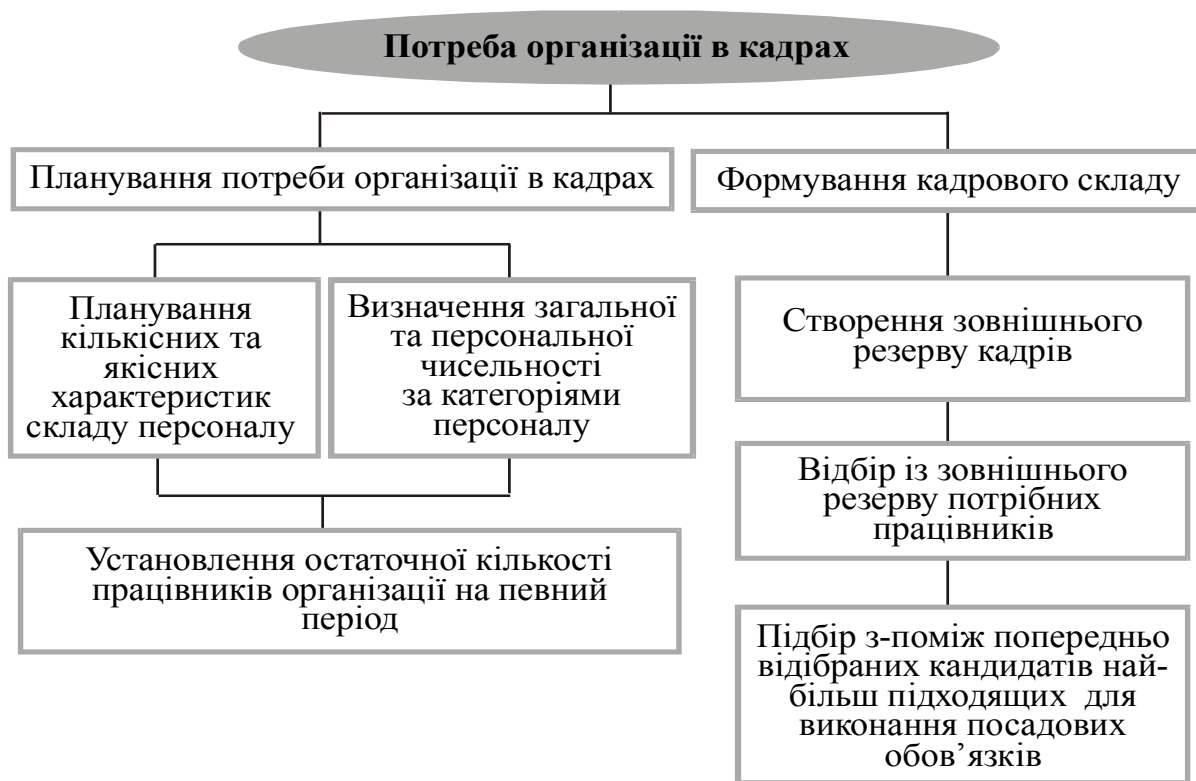 Потреба організації в кадрах
Планування потреби організації в кадрах
Формування кадрового складу
Планування
кількісних та
якісних
характеристик
складу персоналу
Визначення загальної
та персональної
чисельності
за категоріями
персоналу
Установлення остаточної кількості
працівників організації на певний
період
Створення зовнішнього
резерву кадрів
Відбір із зовнішнього
резерву потрібних
працівників
Підбір з-поміж попередньо
відібраних кандидатів най-
більш підходящих для
виконання посадових
обов’язків